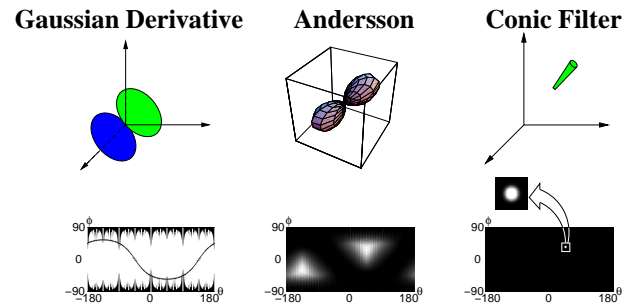 Gaussian Derivative Andersson Conic Filter
90 ϕ 90 ϕ 90 ϕ
0 0 0
-90 θ -90 θ -90 θ
-180 0 180 -180 0 180 -180 0 180